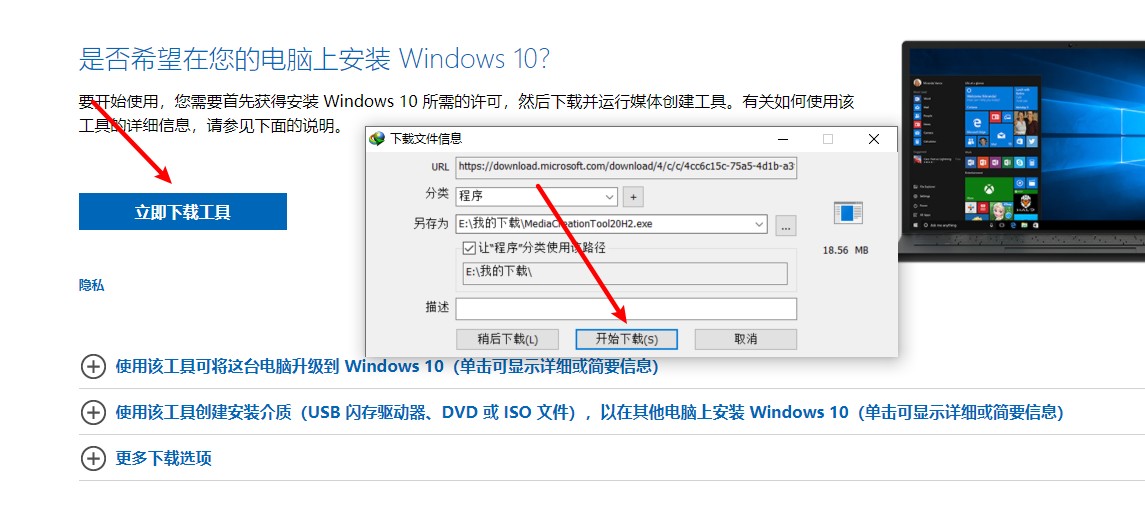 是否希望在您的电脑上安装 Windows 10?
要开始使用，您需要首先获得安装 Windows 10 所需的许可，然后下载并运行媒体创建工具。有关如何使用该
工具的详细信息，请参见下面的说明。
立即下载工具
隐私
下载文件信息
URL https://download.microsoft.com/download/4/c/c/4cc6c15c-75a5-4d1b-a3
分类 程序 +
另存为 E:\我的下载\MediaCreationTool20H2.exe ...
让"程序"分类使用该路径
E:\我的下载\
18.56 MB
描述
稍后下载(L) 开始下载(S) 取消
使用该工具可将这台电脑升级到 Windows 10（单击可显示详细或简要信息）
使用该工具创建安装介质（USB 闪存驱动器、DVD 或 ISO 文件），以在其他电脑上安装 Windows 10（单击可显示详细或简要信息）
更多下载选项